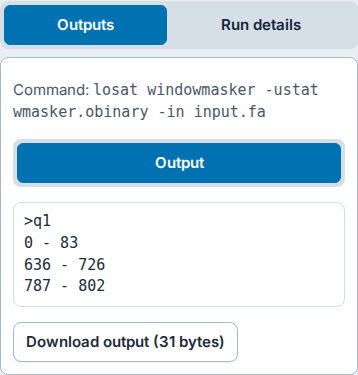 Outputs
Run details
Command: losat windowmasker -ustat
wmasker.obinary -in input.fa
Output
>q1
0 - 83
636 - 726
787 - 802
Download output (31 bytes)